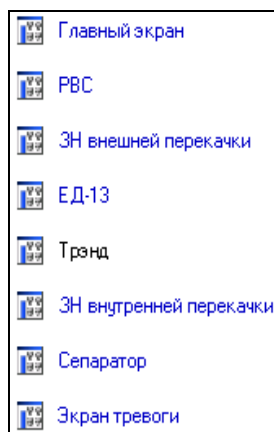 Главный экран
РВС
ЗН внешней перекачки
ЕД-13
Трэнд
ЗН внутренней перекачки
Сепаратор
Экран тревоги